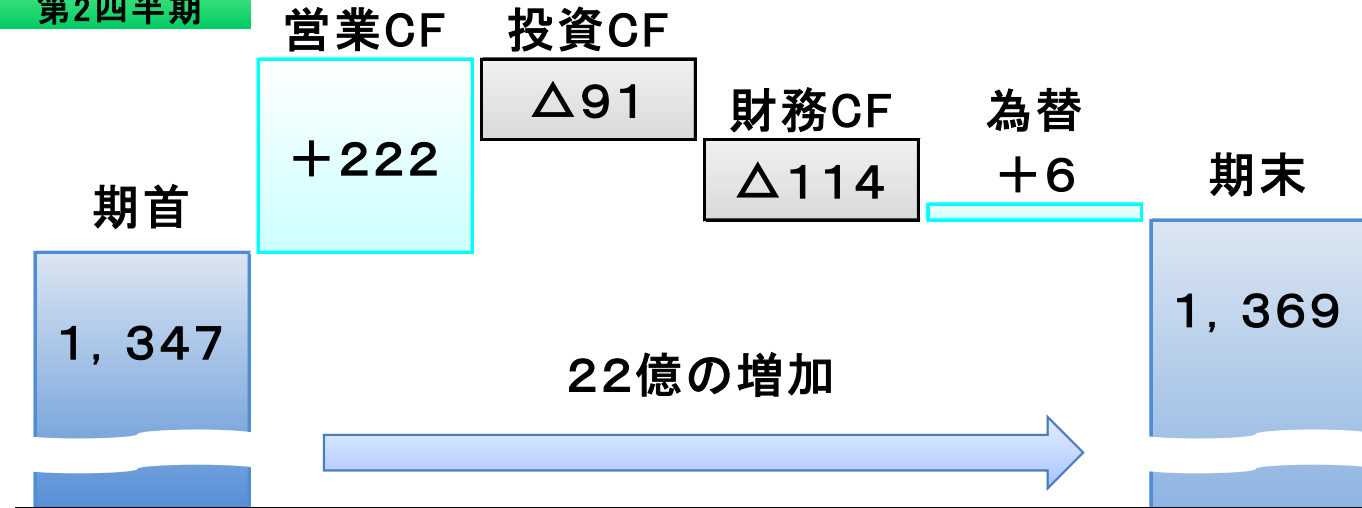 第2四半期
営業CF
＋222
投資CF
△91
財務CF
△114
為替
＋6
期首
1，347
期末
1，369
22億の増加